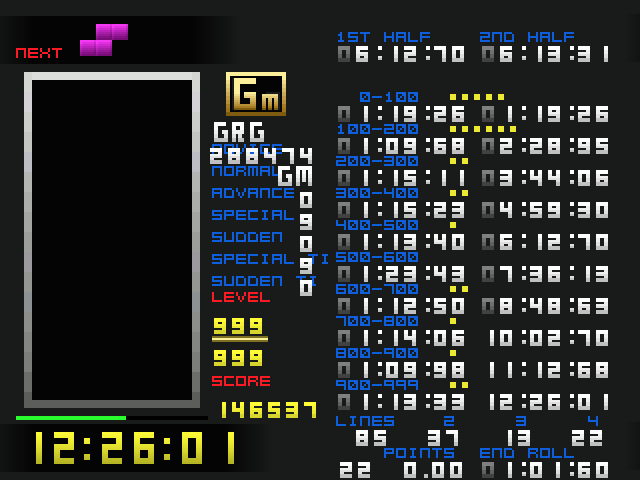 NEXT
1ST HALF 2ND HALF
06:12:70 06:13:31
Gm
GRG
NOVICE
288474
NORMAL GM
ADVANCE 0
SPECIAL 9
SUDDEN 0
SPECIAL TI 9
SUDDEN TI 0
LEVEL
999
999
SCORE
146537
12:26:01
0-100
01:19:26 01:19:26
100-200
01:09:68 02:28:95
200-300
01:15:11 03:44:06
300-400
01:15:23 04:59:30
400-500
01:13:40 06:12:70
500-600
01:23:43 07:36:13
600-700
01:12:50 08:48:63
700-800
01:14:06 10:02:70
800-900
01:09:98 11:12:68
900-999
01:13:33 12:26:01
LINES 2 3 4
85 37 13 22
POINTS END ROLL
22 0.00 01:01:60